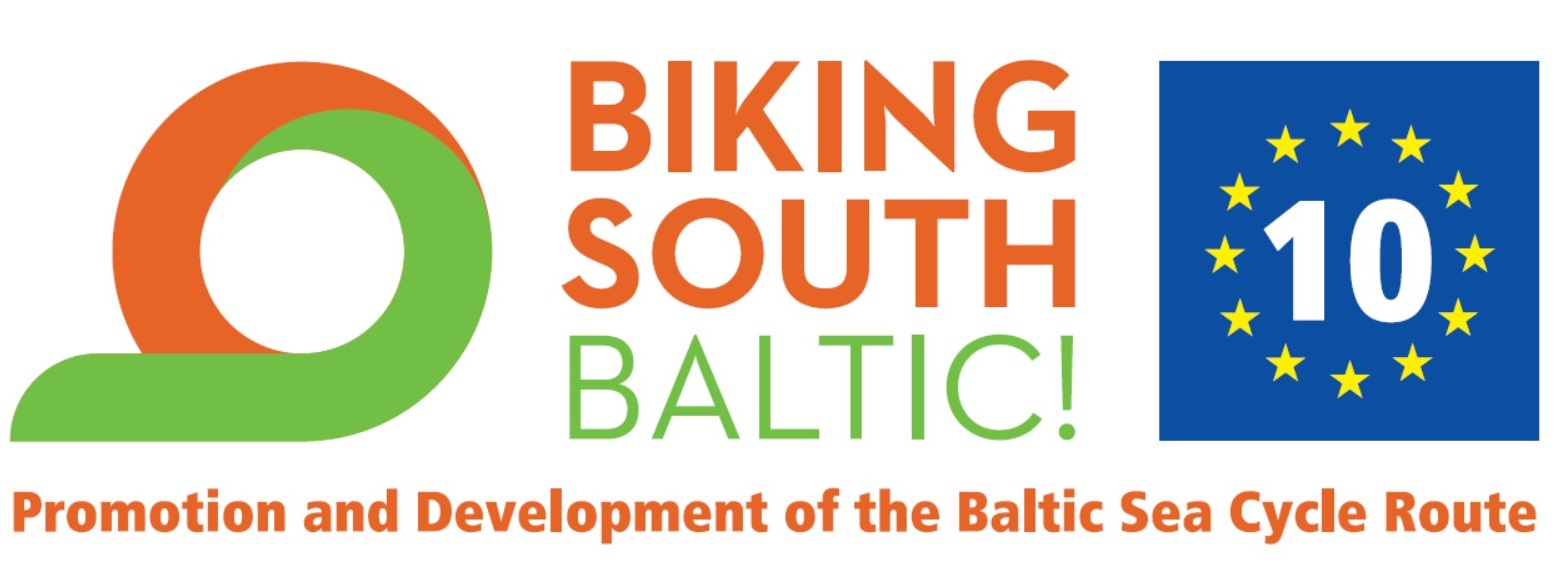 BIKING
SOUTH
BALTIC!
10
Promotion and Development of the Baltic Sea Cycle Route